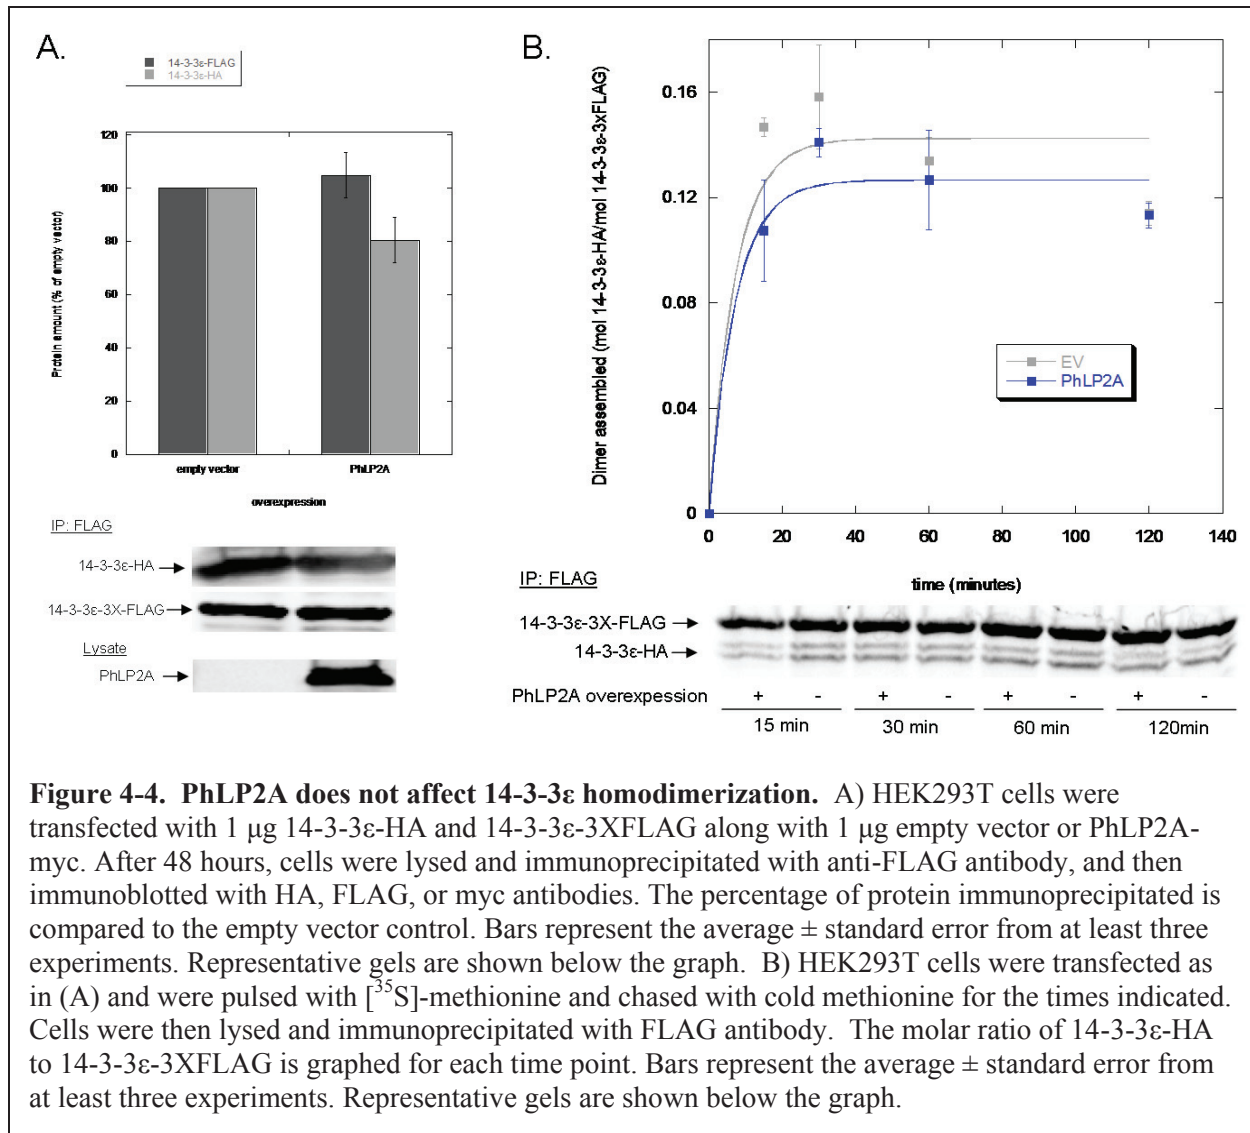 A.
14-3-3ε-FLAG
14-3-3ε-HA
Protein amount (% of empty vector)
120
100
80
60
40
20
0
empty vector
PhLP2A
overexpression
IP: FLAG
14-3-3ε-HA
14-3-3ε-3X-FLAG
Lysate
PhLP2A
B.
Dimer assembled (mol 14-3-3ε-HA/mol 14-3-3ε-3xFLAG)
0.16
0.12
0.08
0.04
0
EV
PhLP2A
0 20 40 60 80 100 120 140
time (minutes)
IP: FLAG
14-3-3ε-3X-FLAG
14-3-3ε-HA
PhLP2A overexpession + - + - + - + -
15 min 30 min 60 min 120min
Figure 4-4. PhLP2A does not affect 14-3-3ε homodimerization. A) HEK293T cells were
transfected with 1 μg 14-3-3ε-HA and 14-3-3ε-3XFLAG along with 1 μg empty vector or PhLP2A-
myc. After 48 hours, cells were lysed and immunoprecipitated with anti-FLAG antibody, and then
immunoblotted with HA, FLAG, or myc antibodies. The percentage of protein immunoprecipitated is
compared to the empty vector control. Bars represent the average ± standard error from at least three
experiments. Representative gels are shown below the graph. B) HEK293T cells were transfected as
in (A) and were pulsed with [³⁵S]-methionine and chased with cold methionine for the times indicated.
Cells were then lysed and immunoprecipitated with FLAG antibody. The molar ratio of 14-3-3ε-HA
to 14-3-3ε-3XFLAG is graphed for each time point. Bars represent the average ± standard error from
at least three experiments. Representative gels are shown below the graph.